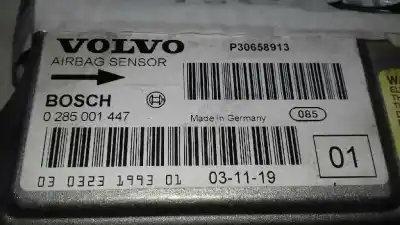 VOLVO
P30658913
AIRBAG SENSOR
BOSCH
0 285 001 447
Made in Germany
085
03 0323 1993 01
03-11-19
01